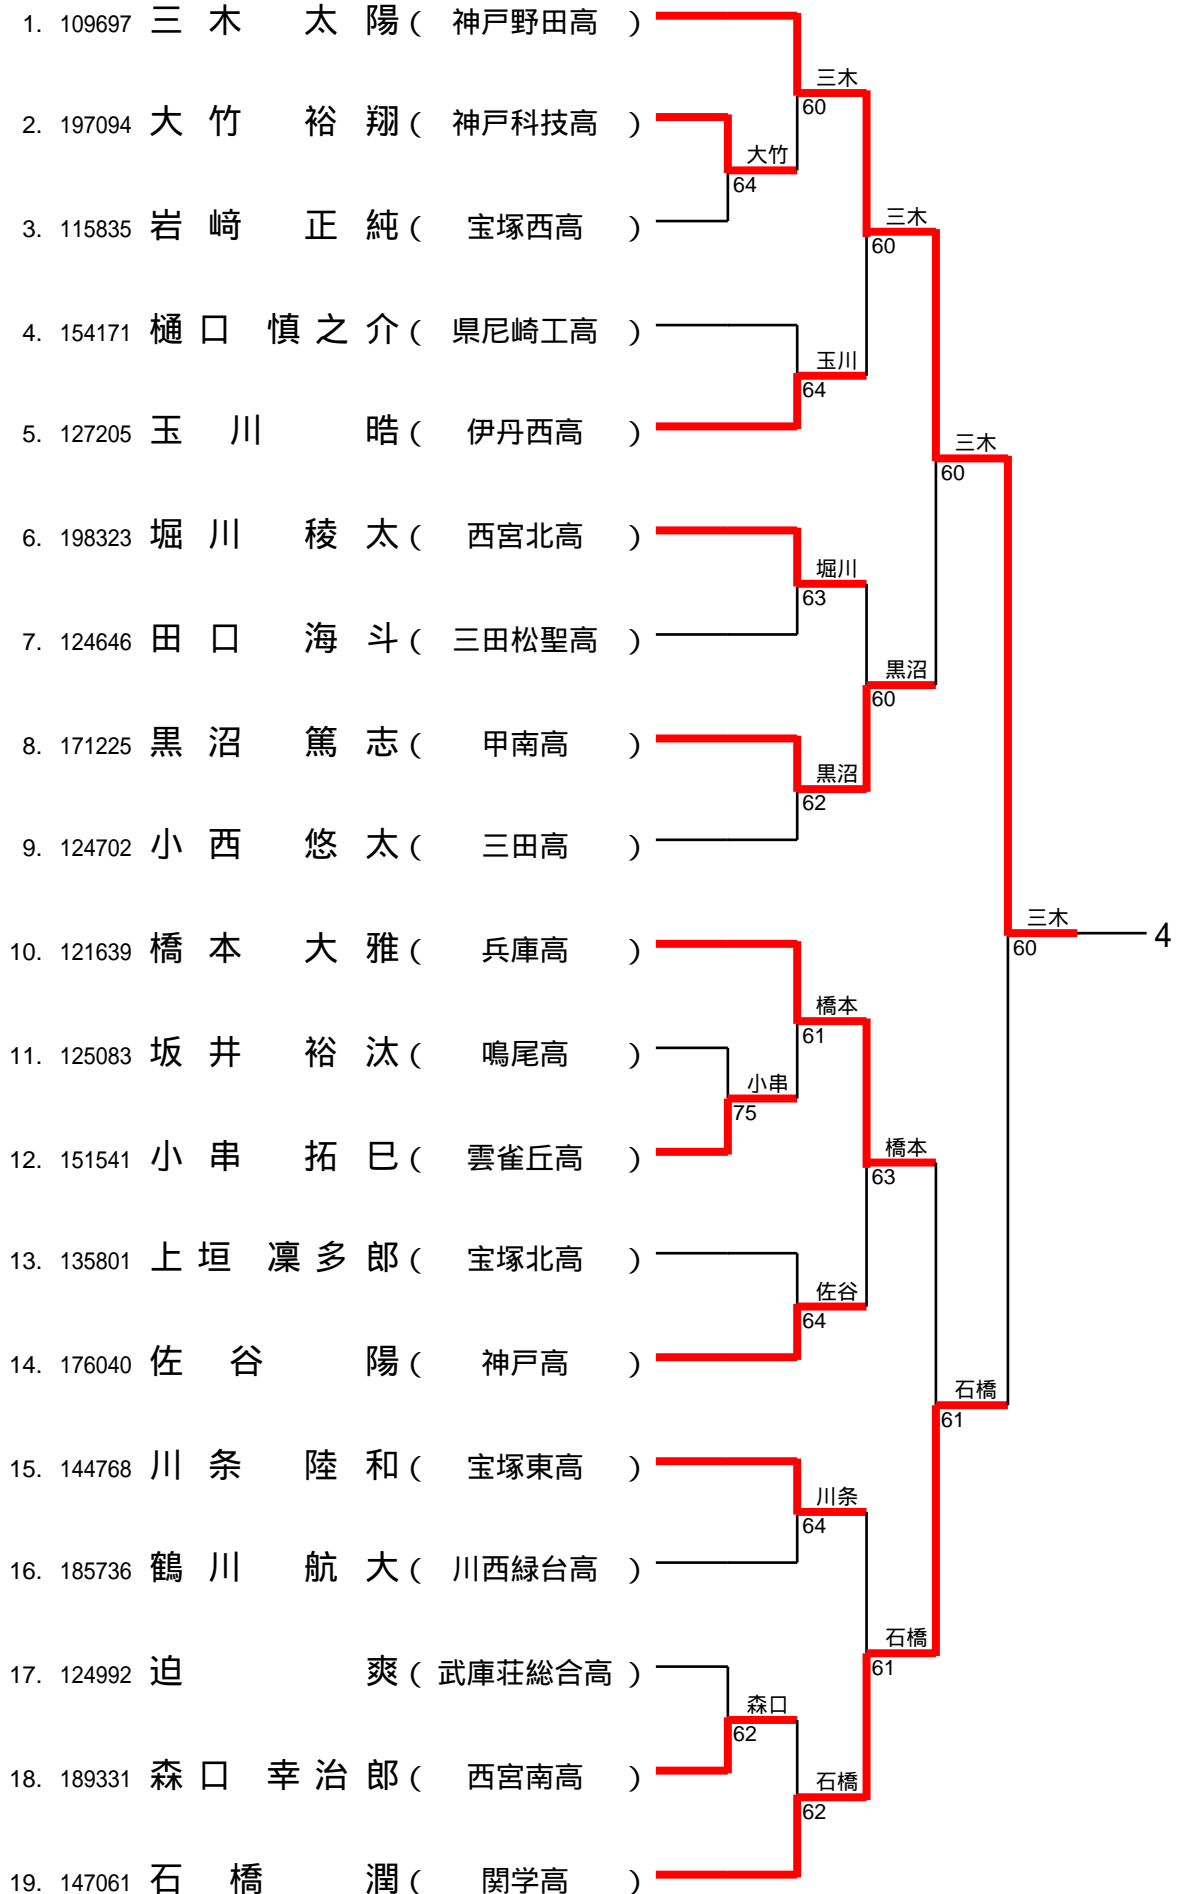 1. 109697 三木 太陽 ( 神戸野田高 )
三木
60
2. 197094 大竹 裕翔 ( 神戸科技高 )
大竹
64
3. 115835 岩﨑 正純 ( 宝塚西高 )
三木
60
4. 154171 樋口 慎之介 ( 県尼崎工高 )
玉川
64
5. 127205 玉川 晧 ( 伊丹西高 )
三木
60
6. 198323 堀川 稜太 ( 西宮北高 )
堀川
63
7. 124646 田口 海斗 ( 三田松聖高 )
黒沼
60
8. 171225 黒沼 篤志 ( 甲南高 )
黒沼
62
9. 124702 小西 悠太 ( 三田高 )
三木
60
4
10. 121639 橋本 大雅 ( 兵庫高 )
橋本
61
11. 125083 坂井 裕汰 ( 鳴尾高 )
小串
75
12. 151541 小串 拓巳 ( 雲雀丘高 )
橋本
63
13. 135801 上垣 凜多郎 ( 宝塚北高 )
佐谷
64
14. 176040 佐谷 陽 ( 神戸高 )
石橋
61
15. 144768 川条 陸和 ( 宝塚東高 )
川条
64
16. 185736 鶴川 航大 ( 川西緑台高 )
石橋
61
17. 124992 迫 爽 ( 武庫荘総合高 )
森口
62
18. 189331 森口 幸治郎 ( 西宮南高 )
石橋
62
19. 147061 石橋 潤 ( 関学高 )